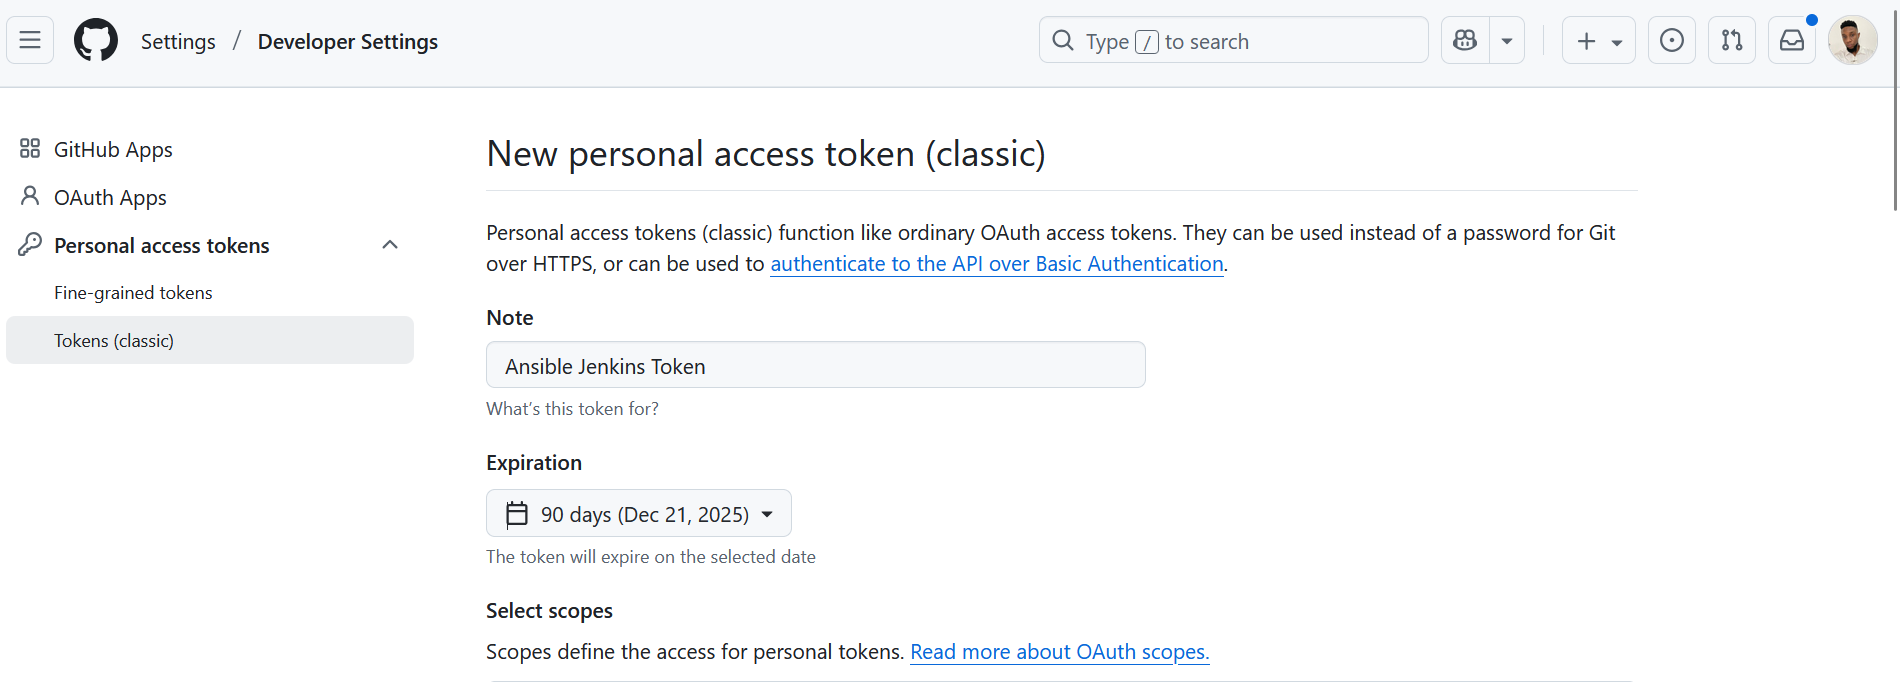 Settings / Developer Settings
Type / to search
GitHub Apps
OAuth Apps
Personal access tokens
Fine-grained tokens
Tokens (classic)
New personal access token (classic)
Personal access tokens (classic) function like ordinary OAuth access tokens. They can be used instead of a password for Git
over HTTPS, or can be used to authenticate to the API over Basic Authentication.
Note
Ansible Jenkins Token
What's this token for?
Expiration
90 days (Dec 21, 2025)
The token will expire on the selected date
Select scopes
Scopes define the access for personal tokens. Read more about OAuth scopes.